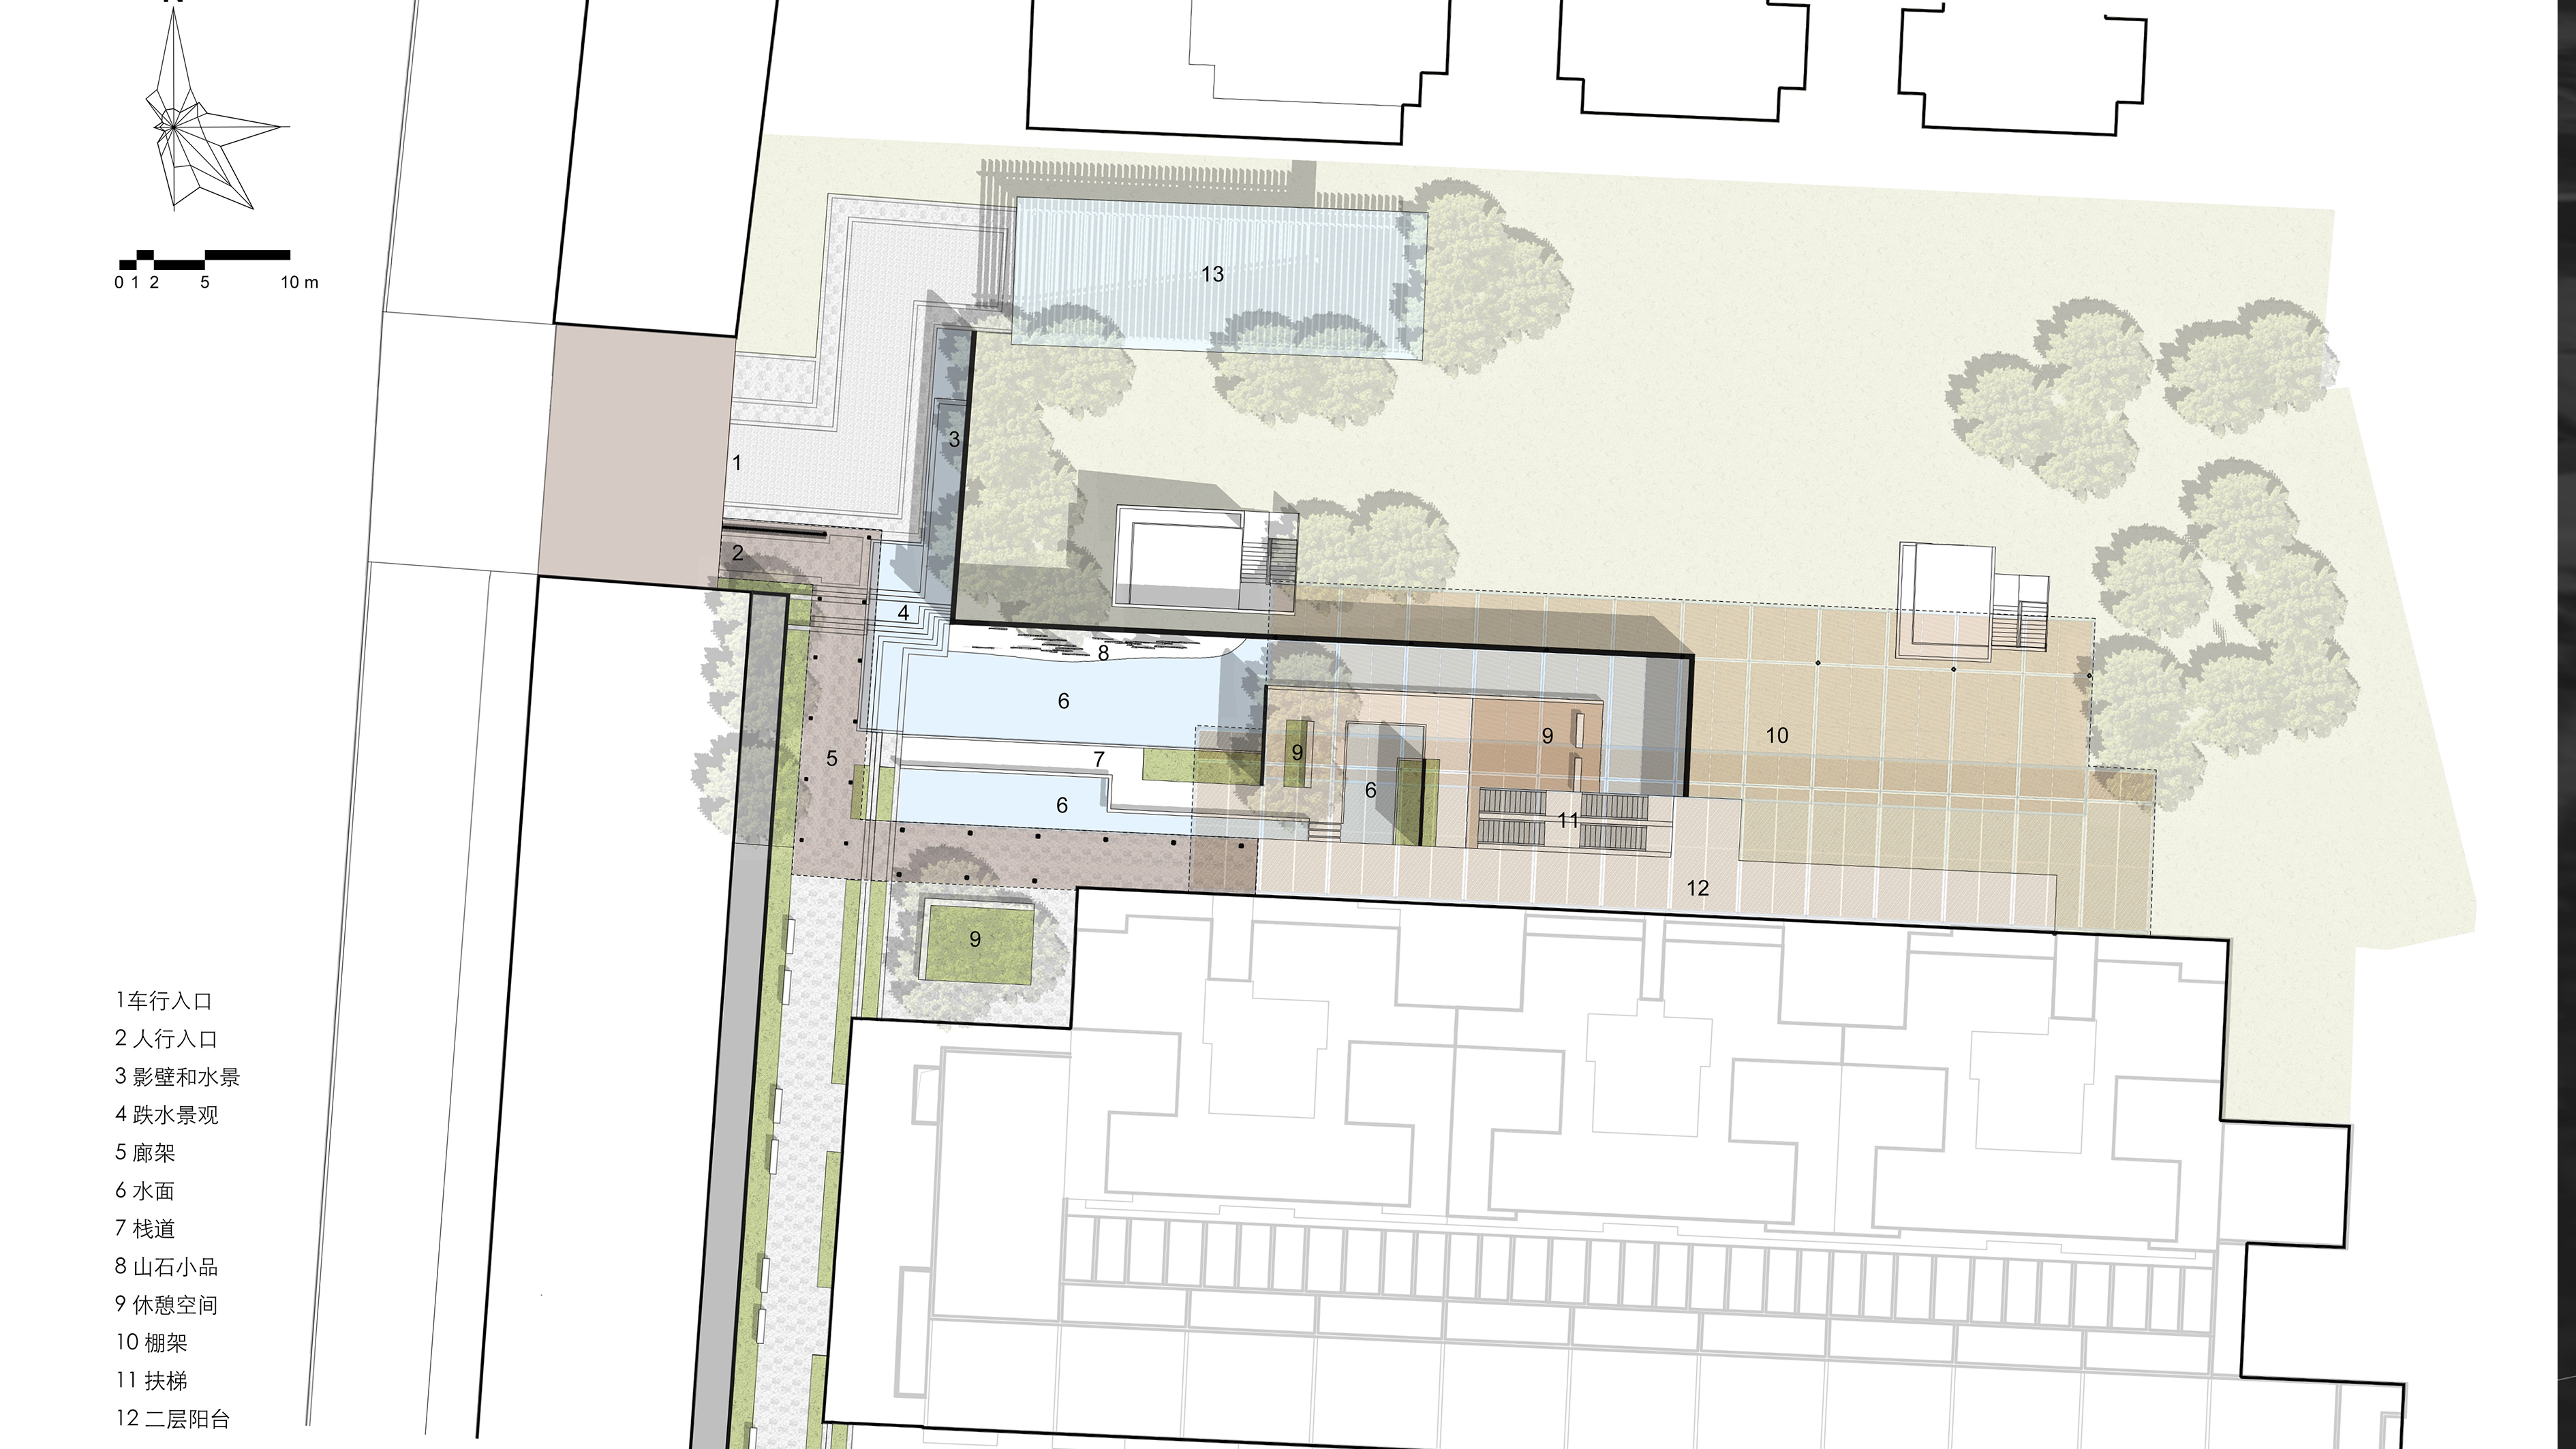 0 1 2 5 10 m
13
3
1
2
4
8
6
5
7
9
9
10
6
6
11
12
9
1车行入口
2 人行入口
3 影壁和水景
4 跌水景观
5 廊架
6 水面
7 栈道
8 山石小品
9 休憩空间
10 棚架
11 扶梯
12 二层阳台